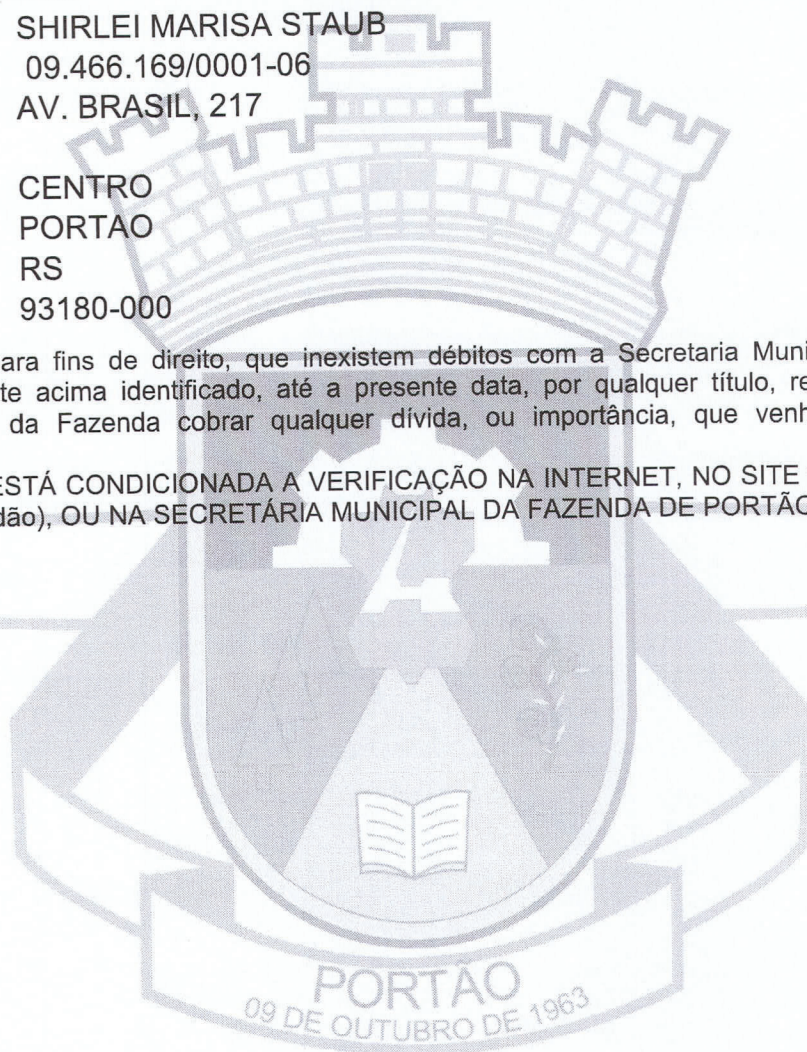 SHIRLEI MARISA STAUB
09.466.169/0001-06
AV. BRASIL, 217
CENTRO
PORTAO
RS
93180-000
ara fins de direito, que inexistem débitos com a Secretaria Muni
te acima identificado, até a presente data, por qualquer título, re
da Fazenda cobrar qualquer dívida, ou importância, que venh
ESTÁ CONDICIONADA A VERIFICAÇÃO NA INTERNET, NO SITE
dão), OU NA SECRETÁRIA MUNICIPAL DA FAZENDA DE PORTÃO
PORTÃO
09 DE OUTUBRO DE 1963